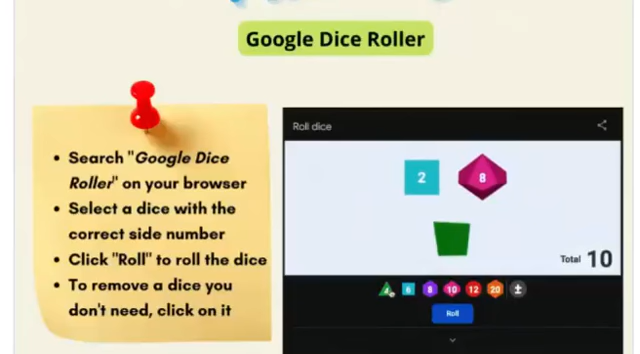 Google Dice Roller
• Search "Google Dice
Roller" on your browser
• Select a dice with the
correct side number
• Click "Roll" to roll the dice
• To remove a dice you
don't need, click on it
Roll dice
2 8
Total 10
4 6 8 10 12 20 ±
Roll